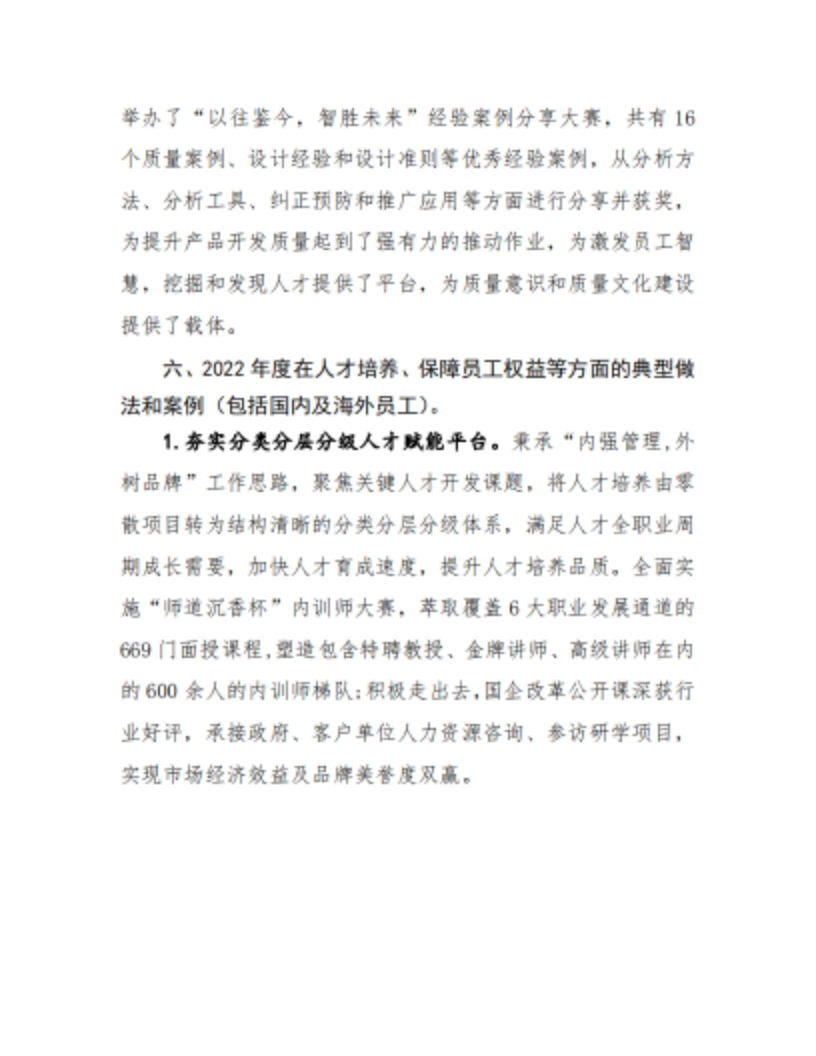 举办了“以往鉴今，智胜未来”经验案例分享大赛，共有 16
个质量案例、设计经验和设计准则等优秀经验案例，从分析方
法、分析工具、纠正预防和推广应用等方面进行分享并获奖，
为提升产品开发质量起到了强有力的推动作业，为激发员工智
慧，挖掘和发现人才提供了平台，为质量意识和质量文化建设
提供了载体。
六、2022 年度在人才培养、保障员工权益等方面的典型做
法和案例（包括国内及海外员工）。
1.夯实分类分层分级人才赋能平台。秉承“内强管理,外
树品牌”工作思路，聚焦关键人才开发课题，将人才培养由零
散项目转为结构清晰的分类分层分级体系，满足人才全职业周
期成长需要，加快人才育成速度，提升人才培养品质。全面实
施“师道沉香杯”内训师大赛，萃取覆盖 6 大职业发展通道的
669 门面授课程,塑造包含特聘教授、金牌讲师、高级讲师在内
的 600 余人的内训师梯队;积极走出去,国企改革公开课深获行
业好评，承接政府、客户单位人力资源咨询、参访研学项目，
实现市场经济效益及品牌美誉度双赢。